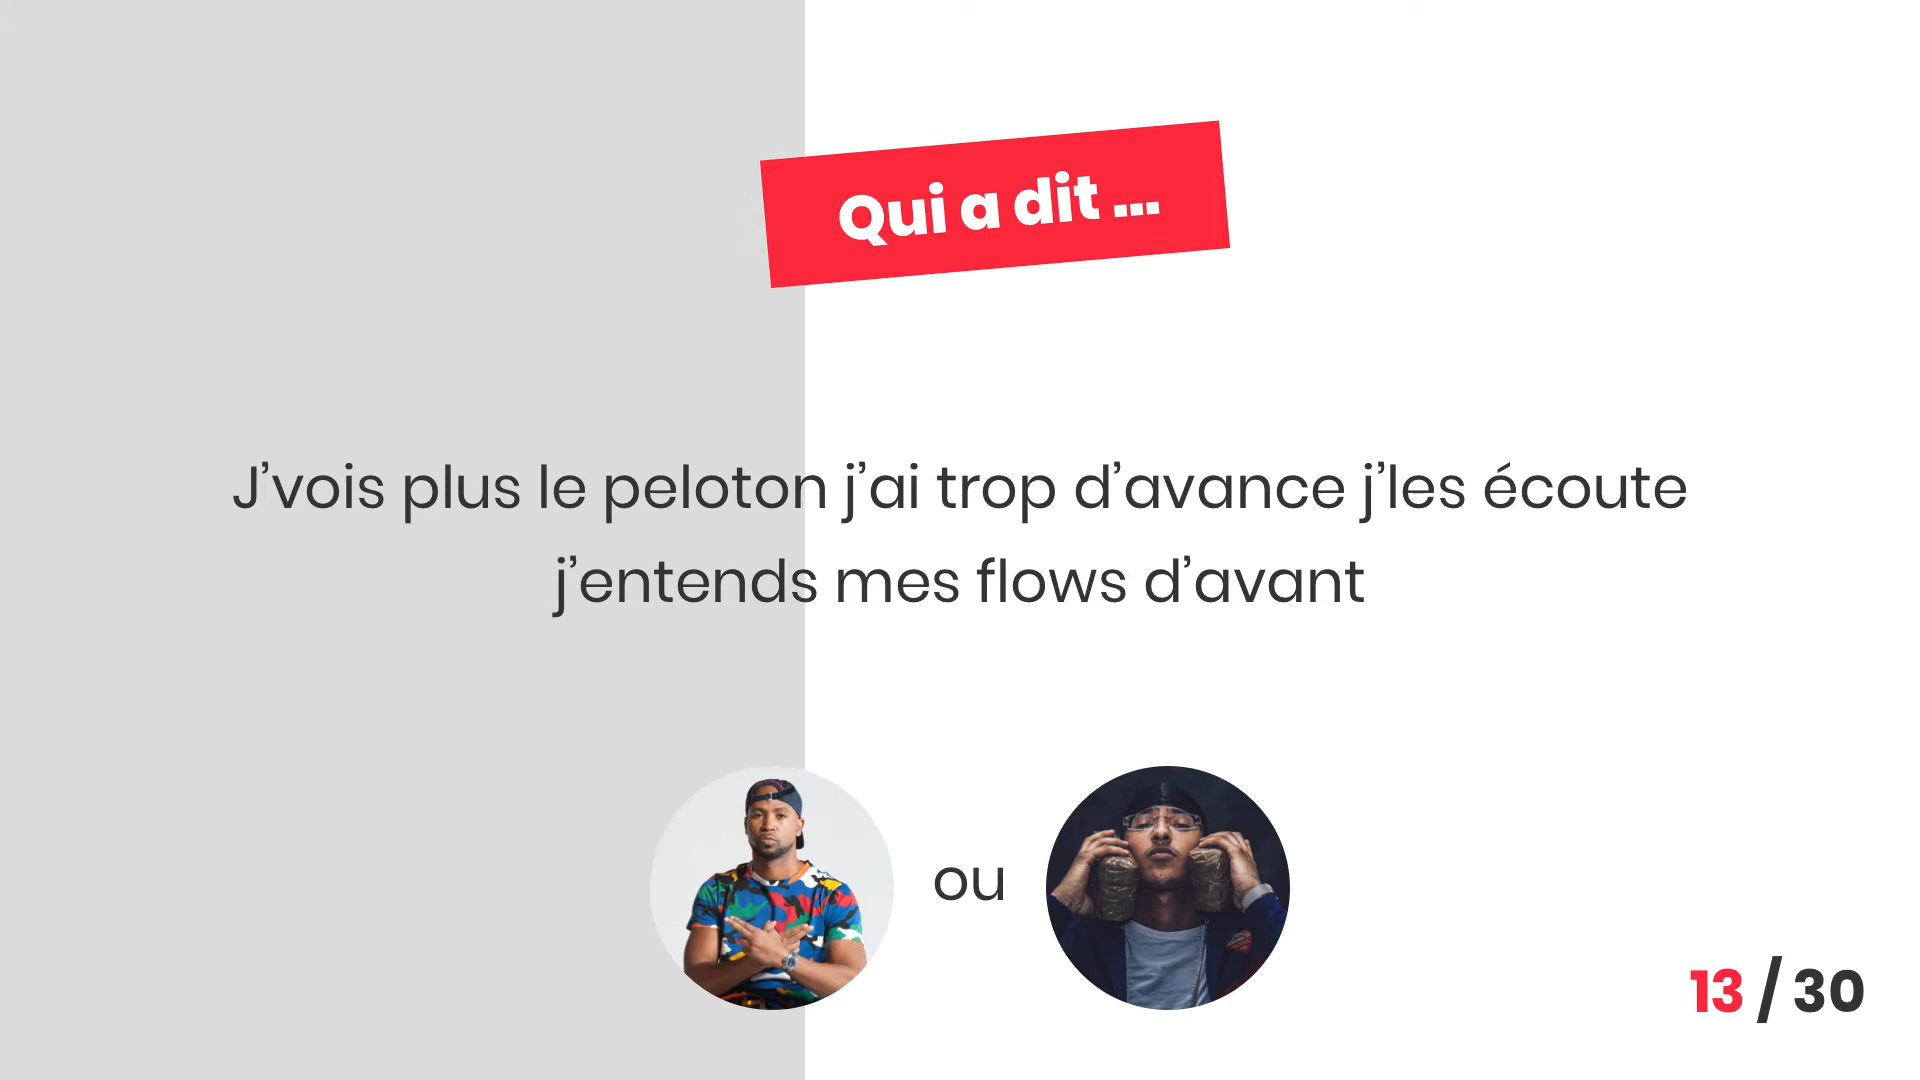 Qui a dit ...
J’vois plus le peloton j’ai trop d’avance j’les écoute
j’entends mes flows d’avant
ou
13 / 30